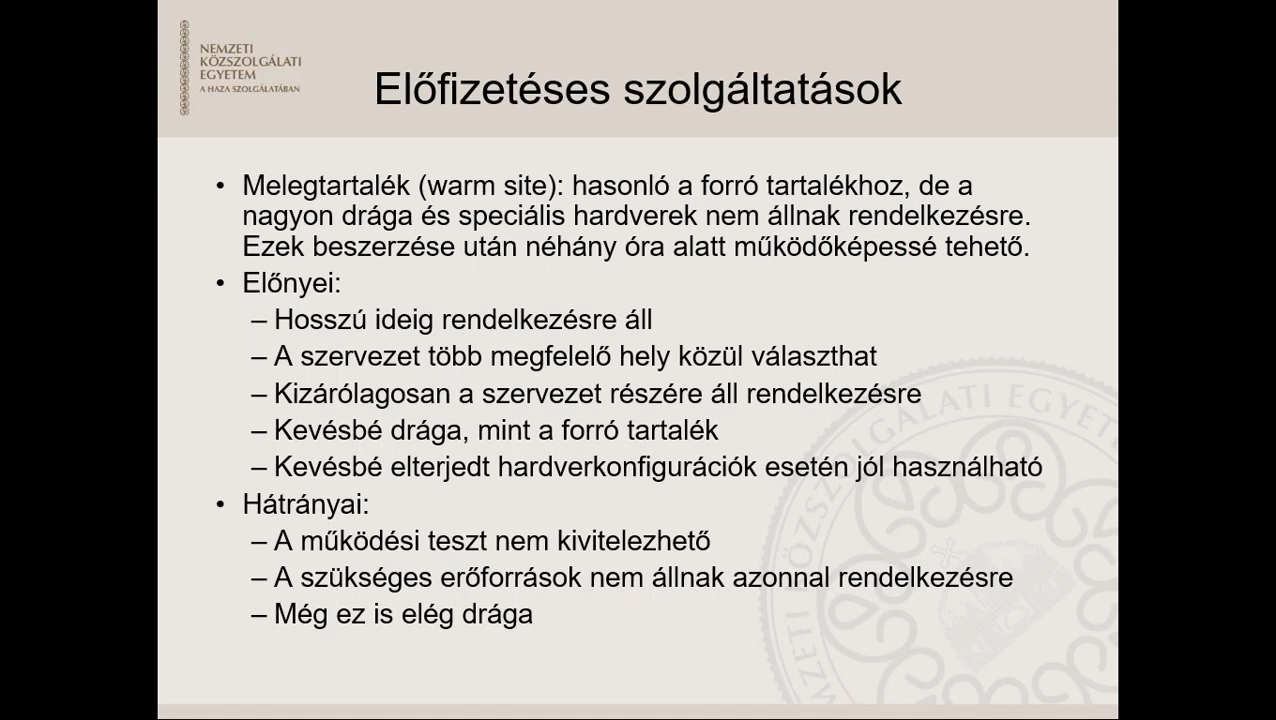 NEMZETI
KÖZSZOLGÁLATI
EGYETEM
A HAZA SZOLGÁLATÁBAN
Előfizetéses szolgáltatások
• Melegtartalék (warm site): hasonló a forró tartalékhoz, de a
nagyon drága és speciális hardverek nem állnak rendelkezésre.
Ezek beszerzése után néhány óra alatt működőképessé tehető.
• Előnyei:
– Hosszú ideig rendelkezésre áll
– A szervezet több megfelelő hely közül választhat
– Kizárólagosan a szervezet részére áll rendelkezésre
– Kevésbé drága, mint a forró tartalék
– Kevésbé elterjedt hardverkonfigurációk esetén jól használható
• Hátrányai:
– A működési teszt nem kivitelezhető
– A szükséges erőforrások nem állnak azonnal rendelkezésre
– Még ez is elég drága
NEMZETI KÖZSZOLGÁLATI EGYETEM